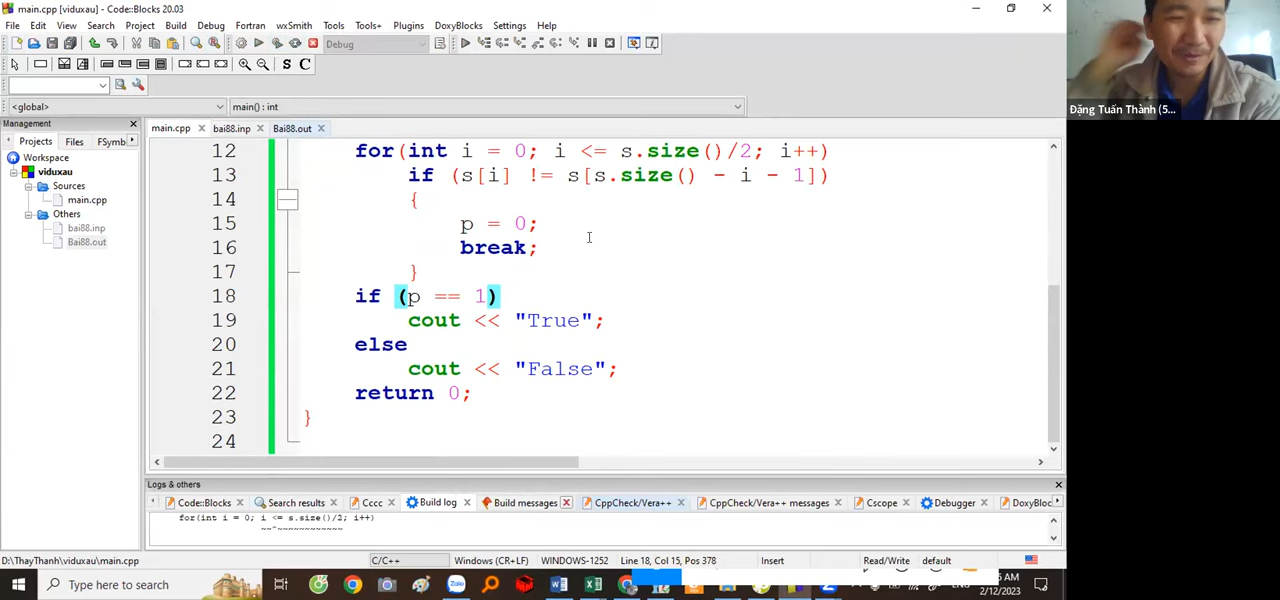 main.cpp [viduxau] - Code::Blocks 20.03
File Edit View Search Project Build Debug Fortran wxSmith Tools Tools+ Plugins DoxyBlocks Settings Help
Debug
S C
<global> main() : int
Management
Projects Files FSymb
Workspace
viduxau
Sources
main.cpp
Others
bai88.inp
Bai88.out
main.cpp bai88.inp Bai88.out
12 for(int i = 0; i <= s.size()/2; i++)
13 if (s[i] != s[s.size() - i - 1])
14 {
15 p = 0;
16 break;
17 }
18 if (p == 1)
19 cout << "True";
20 else
21 cout << "False";
22 return 0;
23 }
24
Logs & others
Code::Blocks Search results Cccc Build log Build messages CppCheck/Vera++ CppCheck/Vera++ messages Cscope Debugger DoxyBlo
for(int i = 0; i <= s.size()/2; i++)
~~^~~~~~~~~~~~
D:\ThayThanh\viduxau\main.cpp C/C++ Windows (CR+LF) WINDOWS-1252 Line 18, Col 15, Pos 378 Insert Read/Write default
Type here to search
2/12/2023
Đặng Tuấn Thành (5...